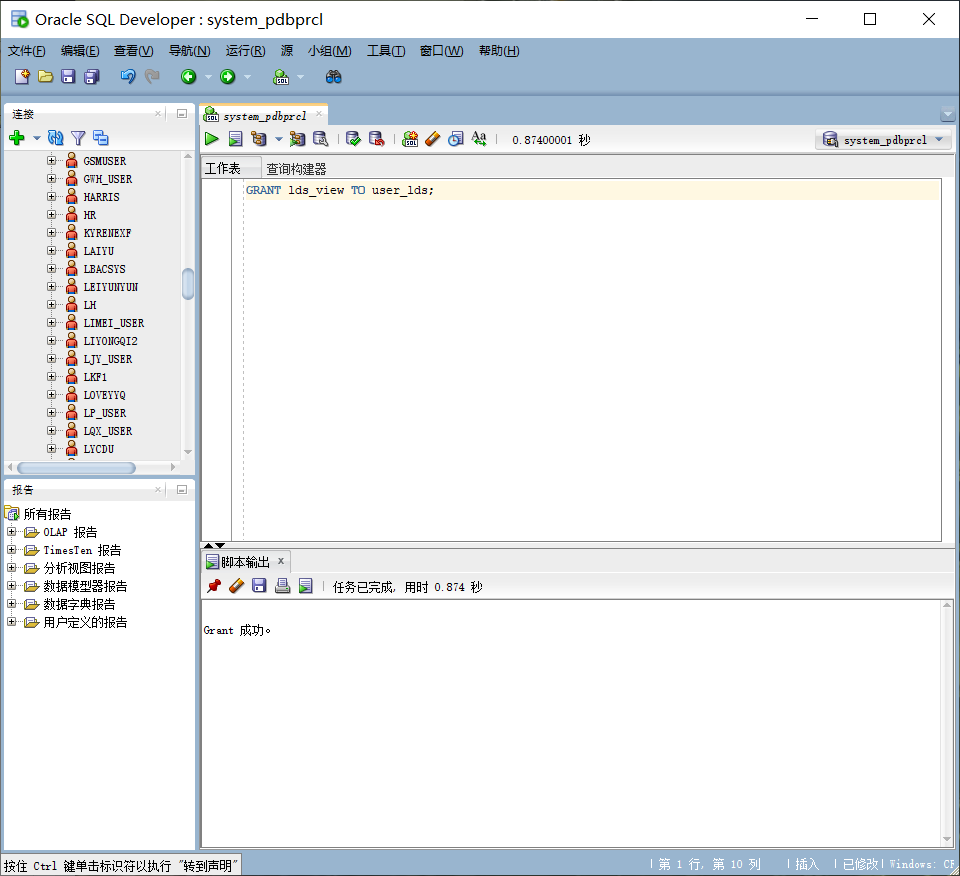 Oracle SQL Developer : system_pdbprcl
文件(F) 编辑(E) 查看(V) 导航(N) 运行(R) 源 小组(M) 工具(T) 窗口(W) 帮助(H)
连接
GSMUSER
GWH_USER
HARRIS
HR
KYRENEXF
LAIYU
LBACSYS
LEIYUNYUN
LH
LIMEI_USER
LIYONGQI2
LJY_USER
LKF1
LOVEYYQ
LP_USER
LQX_USER
LYCDU
报告
所有报告
OLAP 报告
TimesTen 报告
分析视图报告
数据模型器报告
数据字典报告
用户定义的报告
system_pdbprcl
0.87400001 秒
system_pdbprcl
工作表 查询构建器
GRANT lds_view TO user_lds;
脚本输出
任务已完成, 用时 0.874 秒
Grant 成功。
按住 Ctrl 键单击标识符以执行 "转到声明"
第 1 行, 第 10 列 插入 已修改 Windows: CF